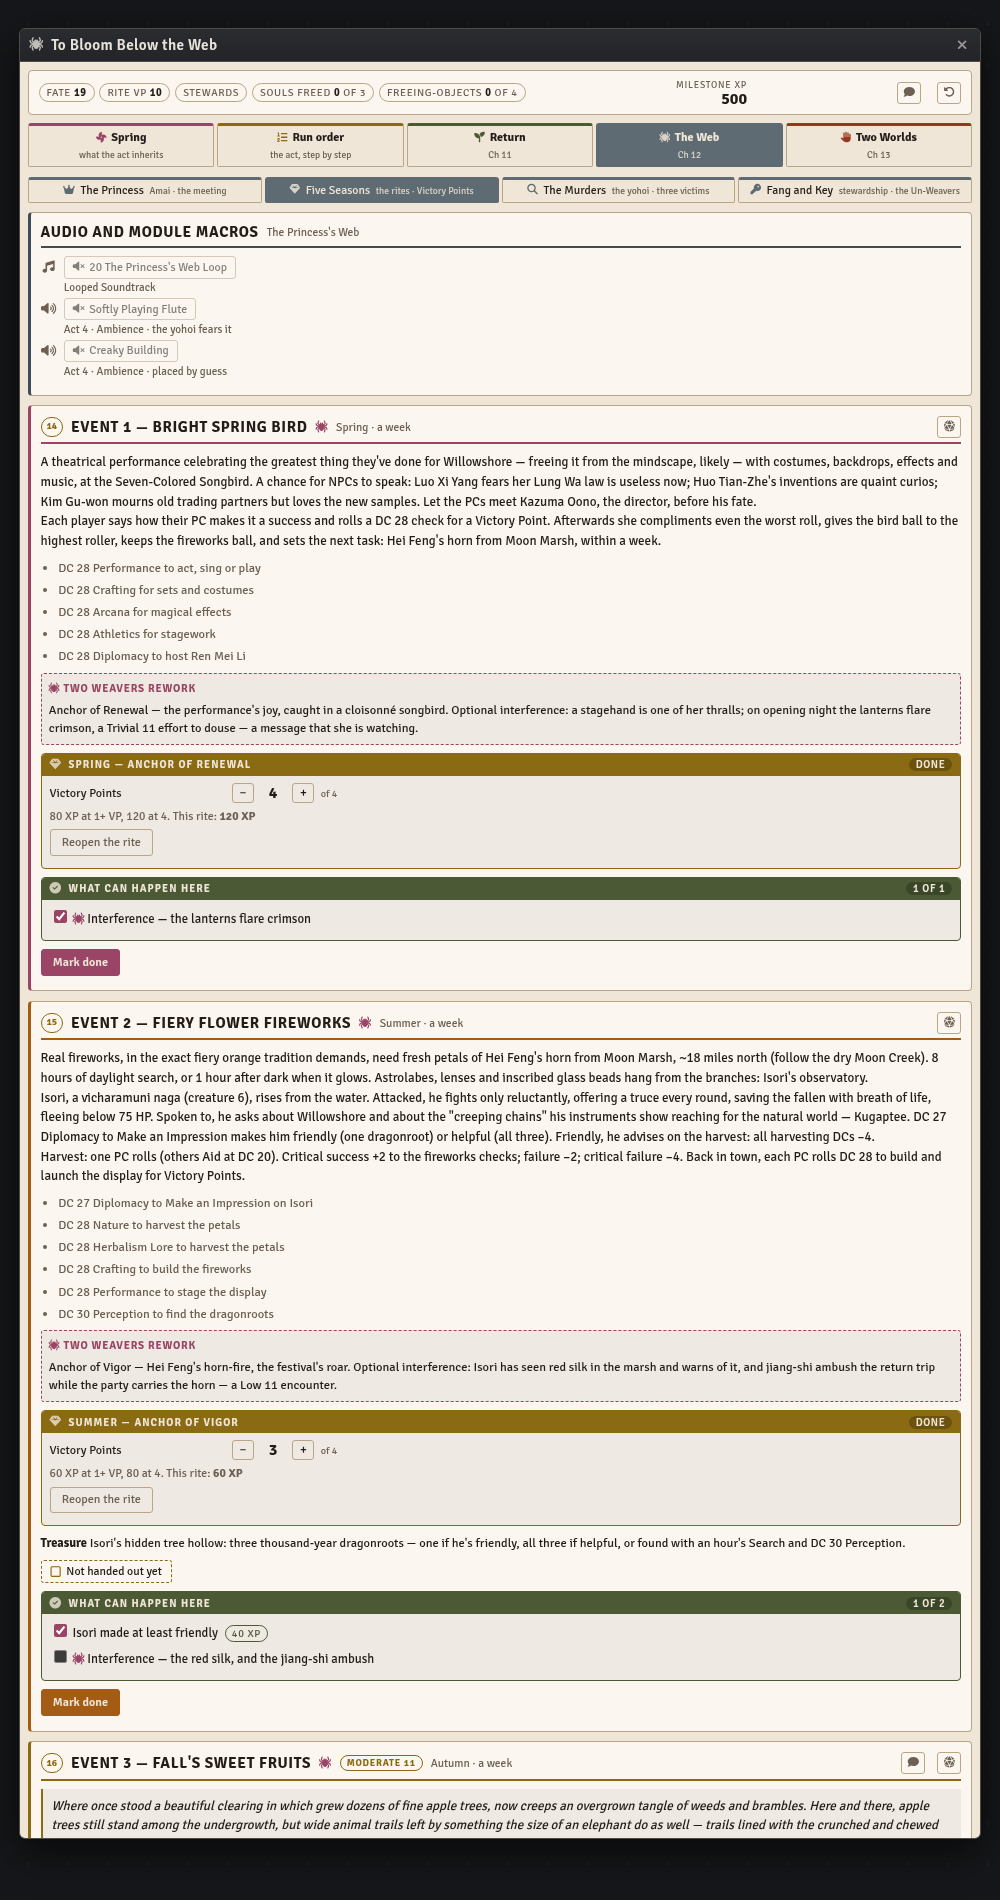 To Bloom Below the Web
FATE 19 RITE VP 10 STEWARDS SOULS FREED 0 OF 3 FREEING-OBJECTS 0 OF 4
MILESTONE XP
500
Spring
what the act inherits
Run order
the act, step by step
Return
Ch 11
The Web
Ch 12
Two Worlds
Ch 13
The Princess Amai · the meeting
Five Seasons the rites · Victory Points
The Murders the yohoi · three victims
Fang and Key stewardship · the Un-Weavers
AUDIO AND MODULE MACROS The Princess's Web
20 The Princess's Web Loop
Looped Soundtrack
Softly Playing Flute
Act 4 · Ambience · the yohoi fears it
Creaky Building
Act 4 · Ambience · placed by guess
14 EVENT 1 — BRIGHT SPRING BIRD Spring · a week
A theatrical performance celebrating the greatest thing they've done for Willowshore — freeing it from the mindscape, likely — with costumes, backdrops, effects and
music, at the Seven-Colored Songbird. A chance for NPCs to speak: Luo Xi Yang fears her Lung Wa law is useless now; Huo Tian-Zhe's inventions are quaint curios;
Kim Gu-won mourns old trading partners but loves the new samples. Let the PCs meet Kazuma Oono, the director, before his fate.
Each player says how their PC makes it a success and rolls a DC 28 check for a Victory Point. Afterwards she compliments even the worst roll, gives the bird ball to the
highest roller, keeps the fireworks ball, and sets the next task: Hei Feng's horn from Moon Marsh, within a week.
• DC 28 Performance to act, sing or play
• DC 28 Crafting for sets and costumes
• DC 28 Arcana for magical effects
• DC 28 Athletics for stagework
• DC 28 Diplomacy to host Ren Mei Li
TWO WEAVERS REWORK
Anchor of Renewal — the performance's joy, caught in a cloisonné songbird. Optional interference: a stagehand is one of her thralls; on opening night the lanterns flare
crimson, a Trivial 11 effort to douse — a message that she is watching.
SPRING — ANCHOR OF RENEWAL DONE
Victory Points − 4 + of 4
80 XP at 1+ VP, 120 at 4. This rite: 120 XP
Reopen the rite
WHAT CAN HAPPEN HERE 1 OF 1
Interference — the lanterns flare crimson
Mark done
15 EVENT 2 — FIERY FLOWER FIREWORKS Summer · a week
Real fireworks, in the exact fiery orange tradition demands, need fresh petals of Hei Feng's horn from Moon Marsh, ~18 miles north (follow the dry Moon Creek). 8
hours of daylight search, or 1 hour after dark when it glows. Astrolabes, lenses and inscribed glass beads hang from the branches: Isori's observatory.
Isori, a vicharamuni naga (creature 6), rises from the water. Attacked, he fights only reluctantly, offering a truce every round, saving the fallen with breath of life,
fleeing below 75 HP. Spoken to, he asks about Willowshore and about the "creeping chains" his instruments show reaching for the natural world — Kugaptee. DC 27
Diplomacy to Make an Impression makes him friendly (one dragonroot) or helpful (all three). Friendly, he advises on the harvest: all harvesting DCs −4.
Harvest: one PC rolls (others Aid at DC 20). Critical success +2 to the fireworks checks; failure −2; critical failure −4. Back in town, each PC rolls DC 28 to build and
launch the display for Victory Points.
• DC 27 Diplomacy to Make an Impression on Isori
• DC 28 Nature to harvest the petals
• DC 28 Herbalism Lore to harvest the petals
• DC 28 Crafting to build the fireworks
• DC 28 Performance to stage the display
• DC 30 Perception to find the dragonroots
TWO WEAVERS REWORK
Anchor of Vigor — Hei Feng's horn-fire, the festival's roar. Optional interference: Isori has seen red silk in the marsh and warns of it, and jiang-shi ambush the return trip
while the party carries the horn — a Low 11 encounter.
SUMMER — ANCHOR OF VIGOR DONE
Victory Points − 3 + of 4
60 XP at 1+ VP, 80 at 4. This rite: 60 XP
Reopen the rite
Treasure Isori's hidden tree hollow: three thousand-year dragonroots — one if he's friendly, all three if helpful, or found with an hour's Search and DC 30 Perception.
Not handed out yet
WHAT CAN HAPPEN HERE 1 OF 2
Isori made at least friendly 40 XP
Interference — the red silk, and the jiang-shi ambush
Mark done
16 EVENT 3 — FALL'S SWEET FRUITS MODERATE 11 Autumn · a week
Where once stood a beautiful clearing in which grew dozens of fine apple trees, now creeps an overgrown tangle of weeds and brambles. Here and there, apple
trees still stand among the undergrowth, but wide animal trails left by something the size of an elephant do as well — trails lined with the crunched and chewed